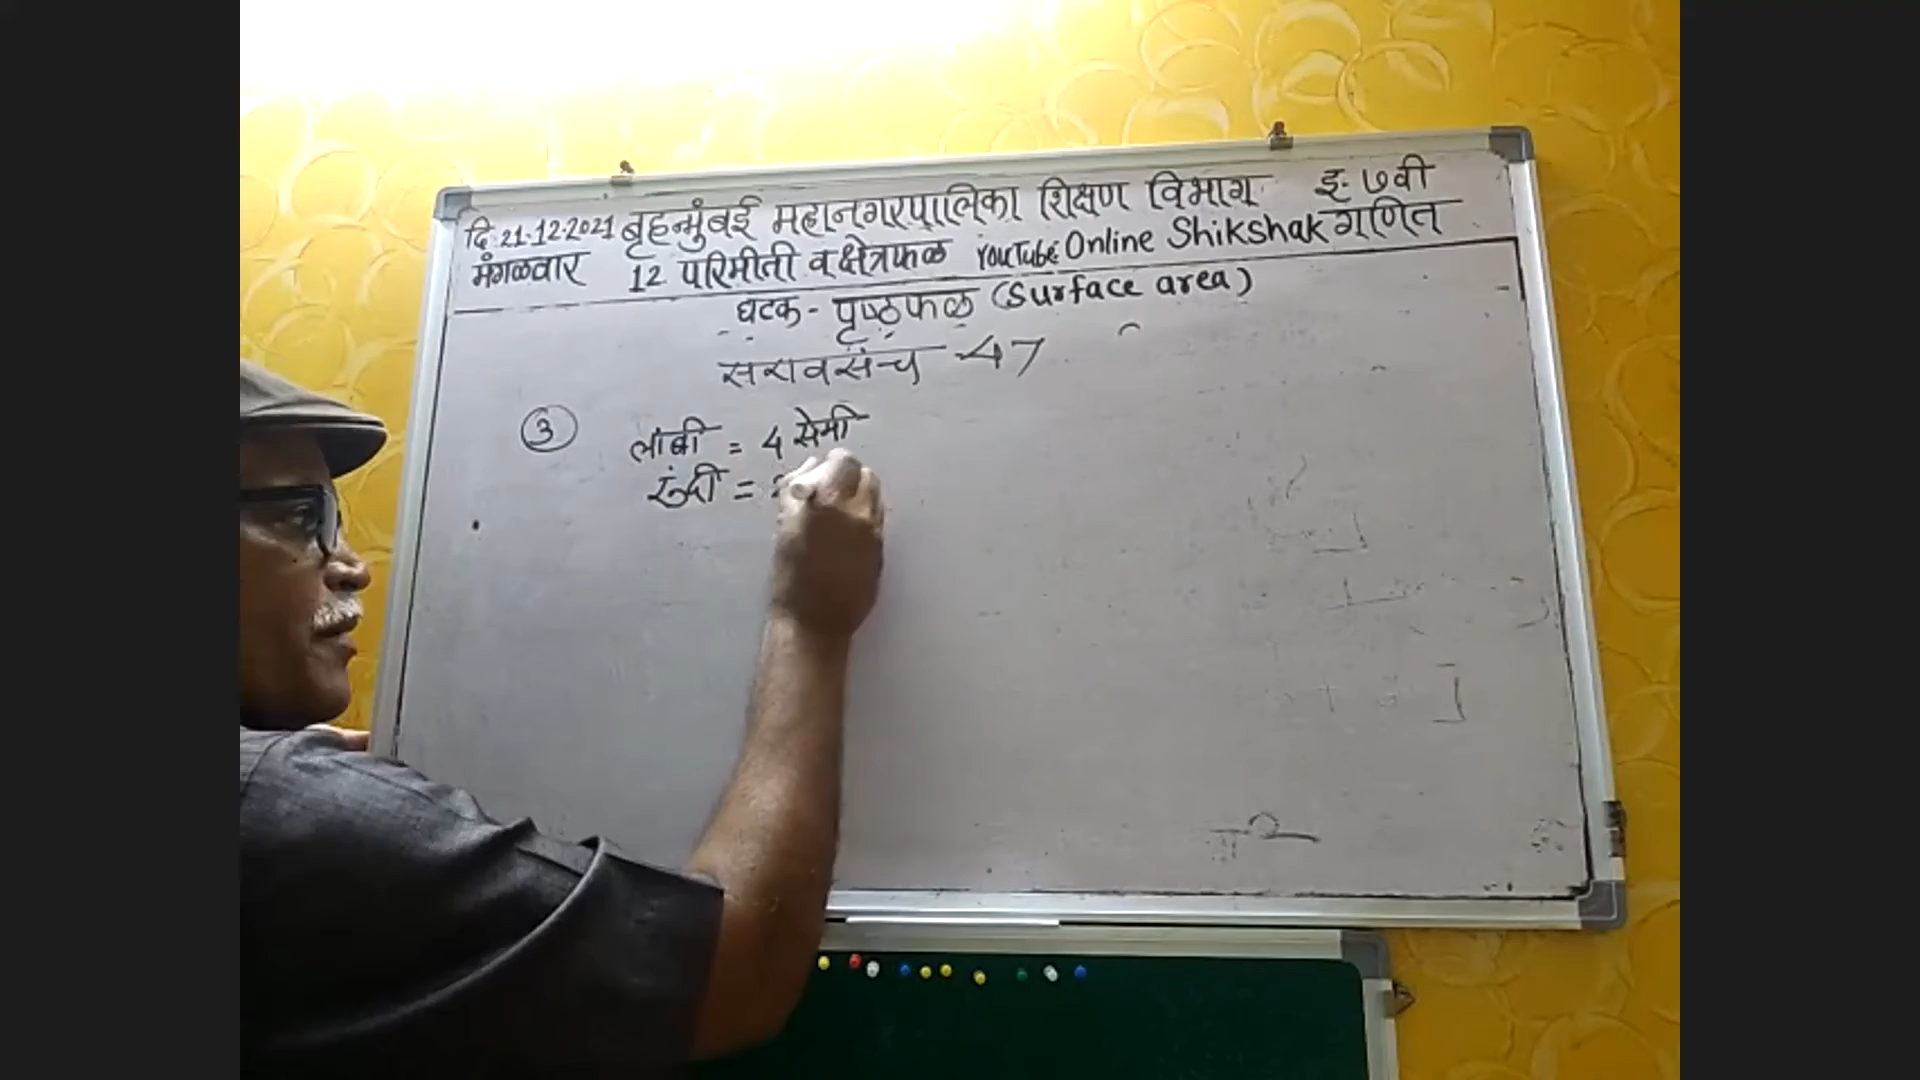 दि. 21.12.2021 बृहन्मुंबई महानगरपालिका शिक्षण विभाग इ. ७वी
मंगळवार 12 परिमीती व क्षेत्रफळ YouTube: Online Shikshak गणित
घटक - पृष्ठफळ (Surface area)
सरावसंच 47
3 लांबी = 4 सेमी
रुंदी =